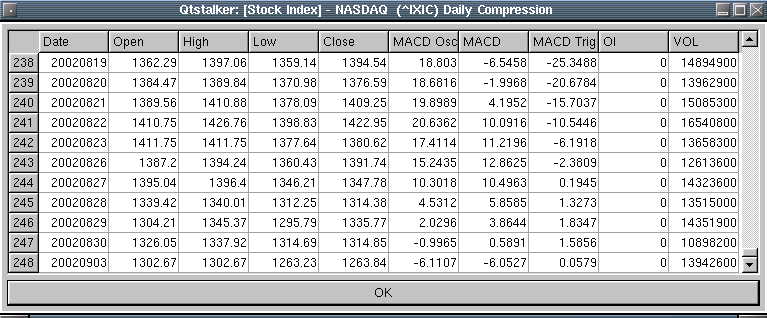 Qtstalker: [Stock Index] - NASDAQ (^IXIC) Daily Compression
Date Open High Low Close MACD Osc MACD MACD Trig OI VOL
238 20020819 1362.29 1397.06 1359.14 1394.54 18.803 -6.5458 -25.3488 0 14894900
239 20020820 1384.47 1389.84 1370.98 1376.59 18.6816 -1.9968 -20.6784 0 13962900
240 20020821 1389.56 1410.88 1378.09 1409.25 19.8989 4.1952 -15.7037 0 15085300
241 20020822 1410.75 1426.76 1398.83 1422.95 20.6362 10.0916 -10.5446 0 16540800
242 20020823 1411.75 1411.75 1377.64 1380.62 17.4114 11.2196 -6.1918 0 13658300
243 20020826 1387.2 1394.24 1360.43 1391.74 15.2435 12.8625 -2.3809 0 12613600
244 20020827 1395.04 1396.4 1346.21 1347.78 10.3018 10.4963 0.1945 0 14323600
245 20020828 1339.42 1340.01 1312.25 1314.38 4.5312 5.8585 1.3273 0 13515000
246 20020829 1304.21 1345.37 1295.79 1335.77 2.0296 3.8644 1.8347 0 14351900
247 20020830 1326.05 1337.92 1314.69 1314.85 -0.9965 0.5891 1.5856 0 10898200
248 20020903 1302.67 1302.67 1263.23 1263.84 -6.1107 -6.0527 0.0579 0 13942600
OK